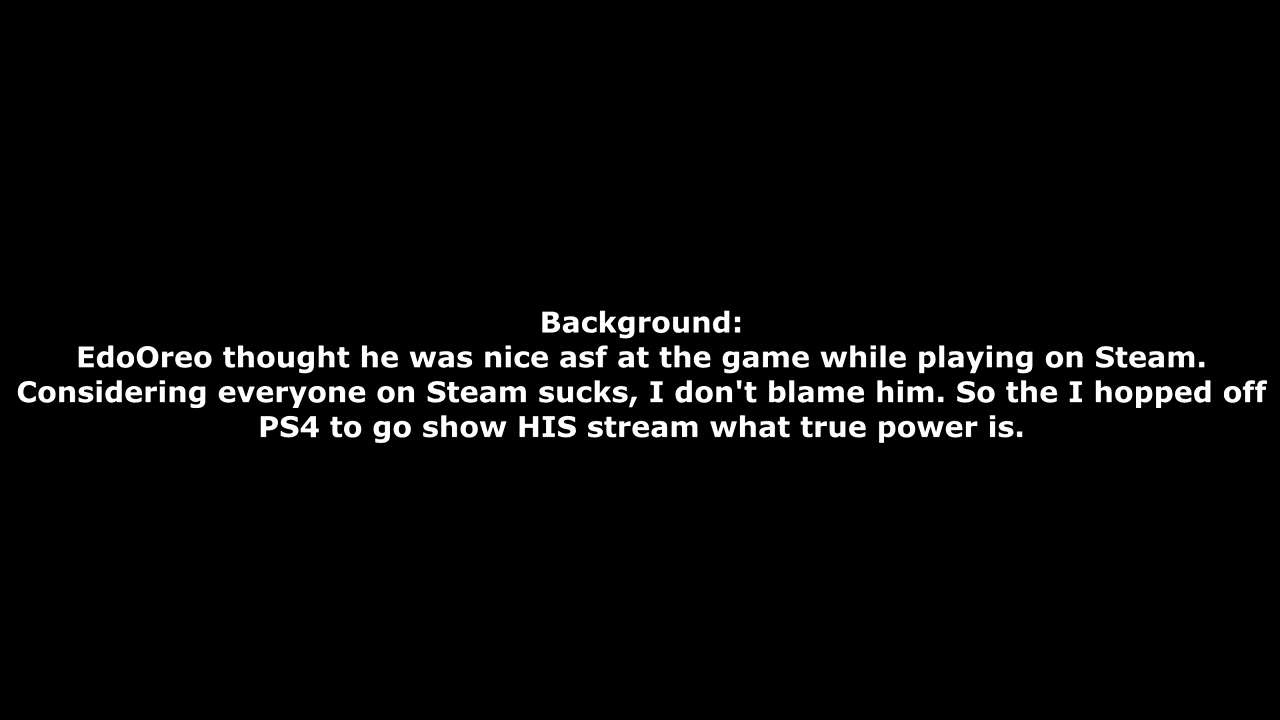 Background:
EdoOreo thought he was nice asf at the game while playing on Steam.
Considering everyone on Steam sucks, I don't blame him. So the I hopped off
PS4 to go show HIS stream what true power is.